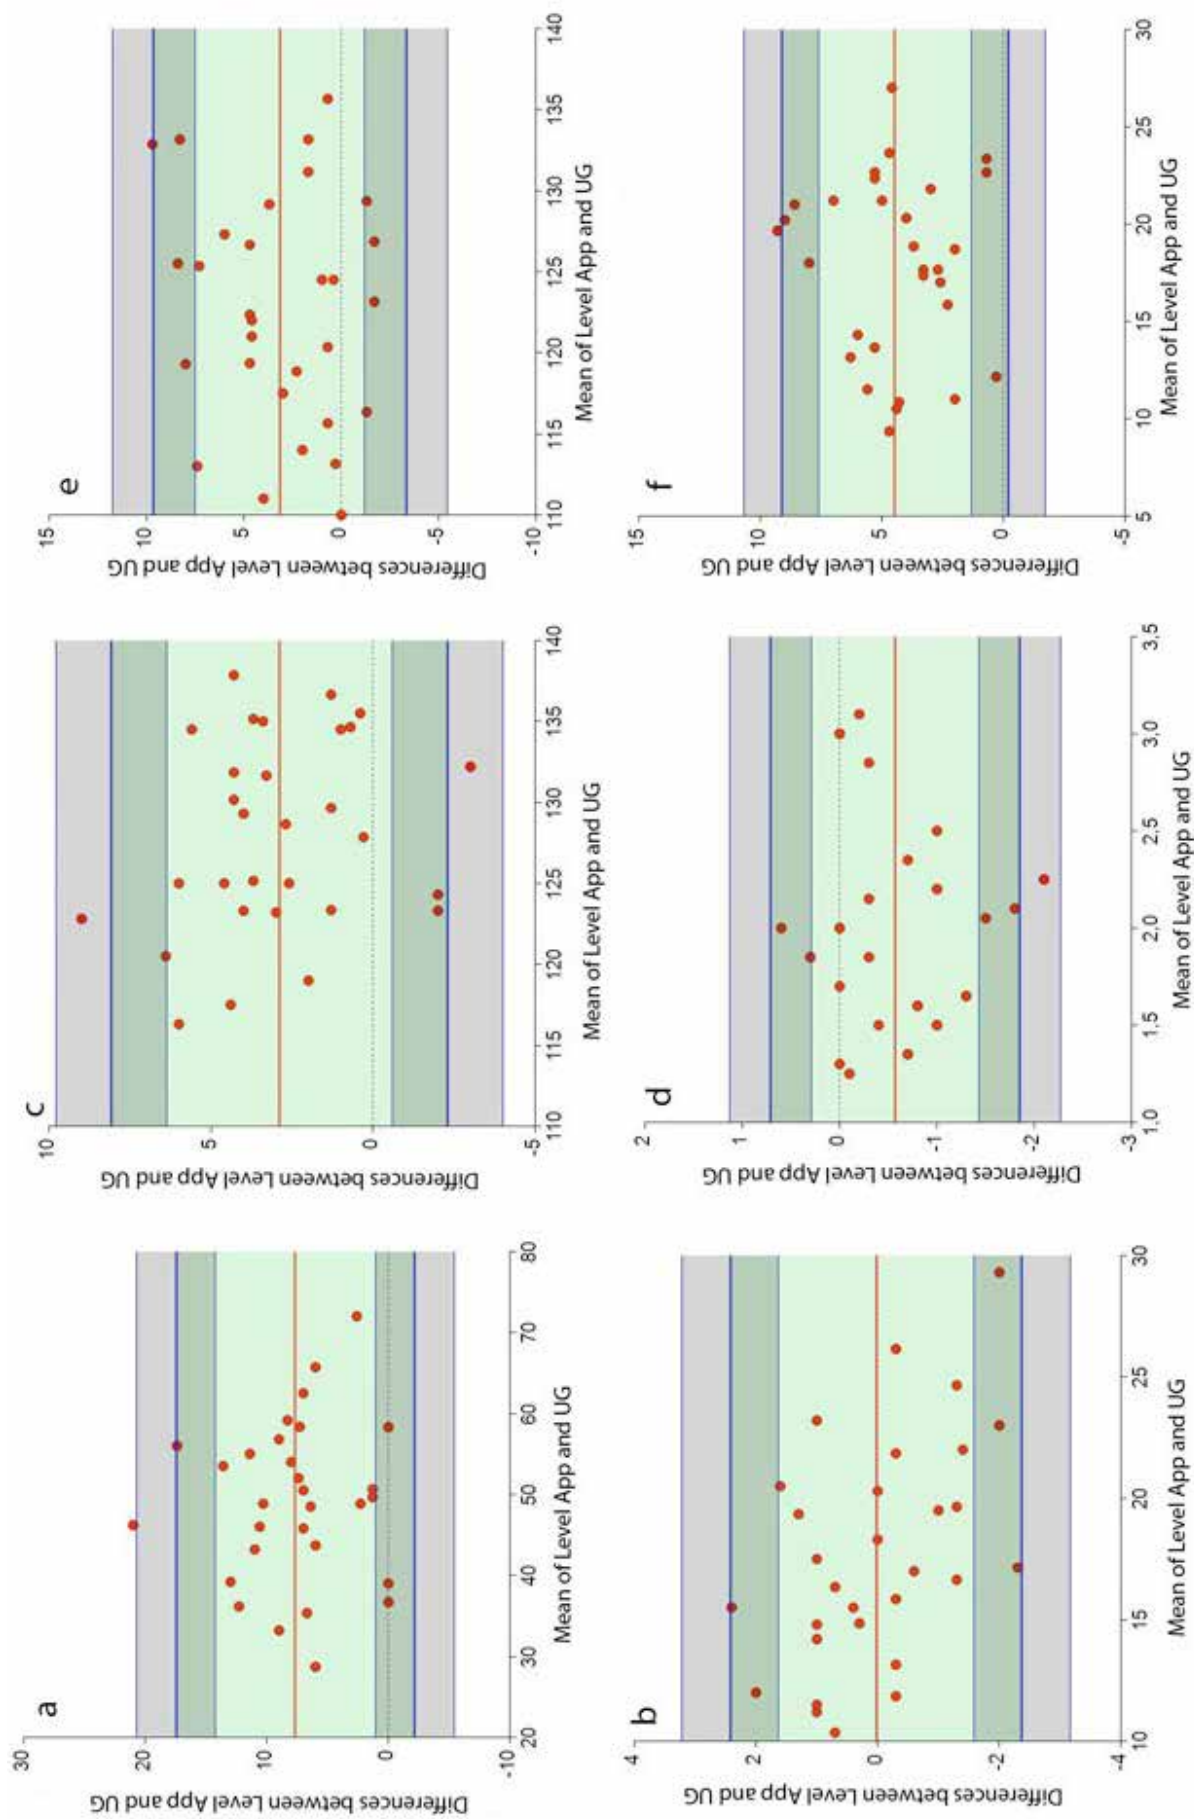 a
Differences between Level App and UG
30
20
10
0
-10
20 30 40 50 60 70 80
Mean of Level App and UG
c
Differences between Level App and UG
10
5
0
-5
110 115 120 125 130 135 140
Mean of Level App and UG
e
Differences between Level App and UG
15
10
5
0
-5
-10
110 115 120 125 130 135 140
Mean of Level App and UG
b
Differences between Level App and UG
4
2
0
-2
-4
10 15 20 25 30
Mean of Level App and UG
d
Differences between Level App and UG
2
1
0
-1
-2
-3
1.0 1.5 2.0 2.5 3.0 3.5
Mean of Level App and UG
f
Differences between Level App and UG
15
10
5
0
-5
5 10 15 20 25 30
Mean of Level App and UG